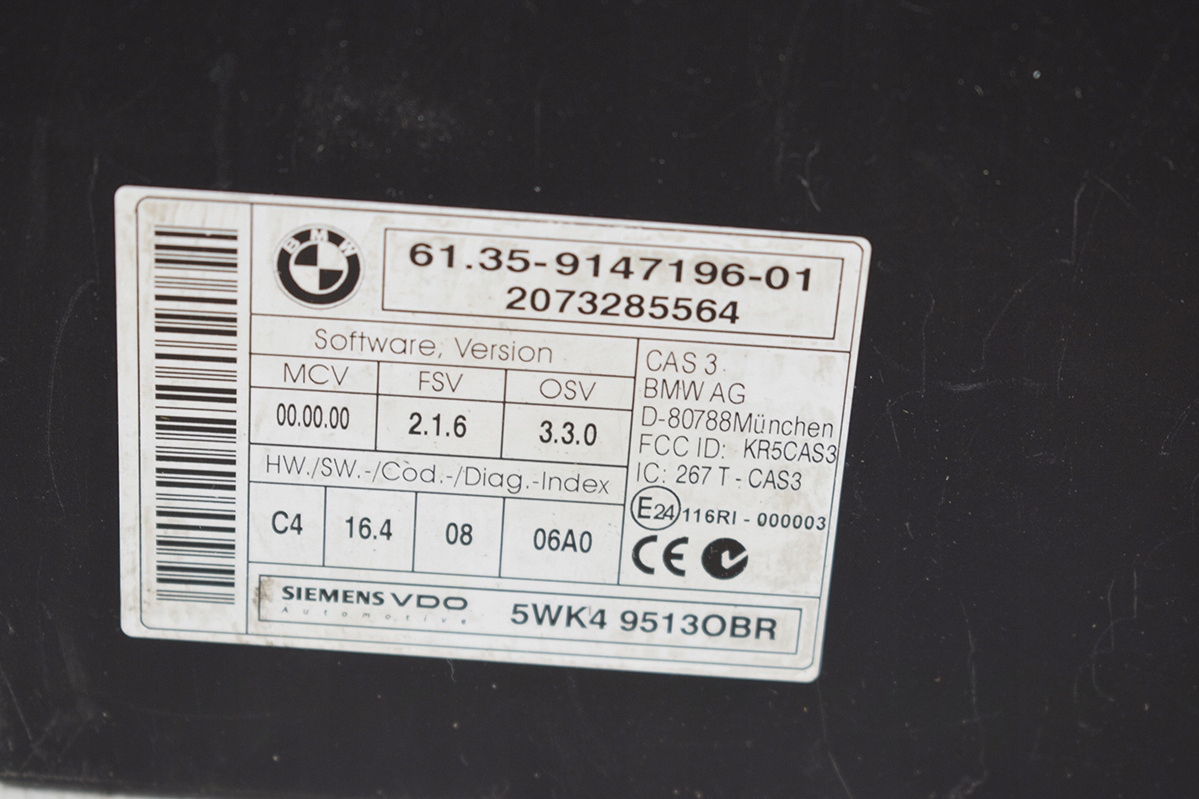 BMW
61.35-9147196-01
2073285564
Software, Version
MCV FSV OSV
00.00.00 2.1.6 3.3.0
HW./SW.-/Cod.-/Diag.-Index
C4 16.4 08 06A0
CAS 3
BMW AG
D-80788München
FCC ID: KR5CAS3
IC: 267 T - CAS3
E24 116RI - 000003
CE
SIEMENS VDO
Automotive
5WK4 9513OBR